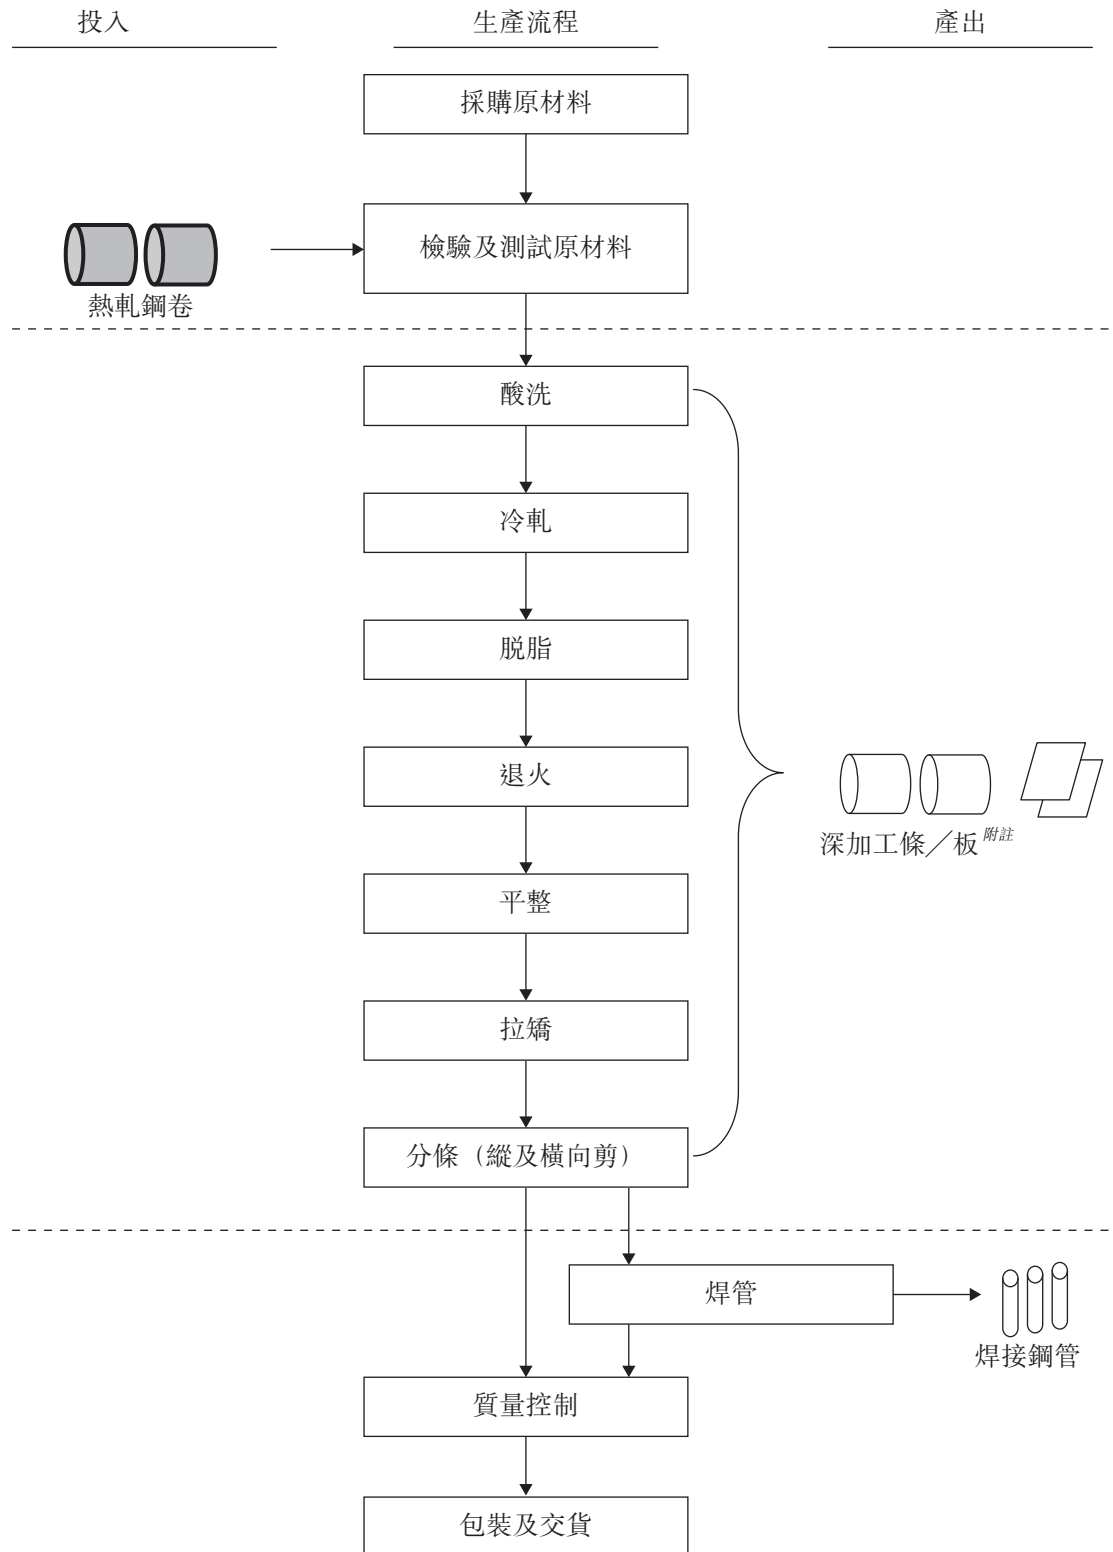 投入
生產流程
產出
採購原材料
檢驗及測試原材料
熱軋鋼卷
酸洗
冷軋
脱脂
退火
深加工條／板附註
平整
拉矯
分條（縱及橫向剪）
焊管
焊接鋼管
質量控制
包裝及交貨